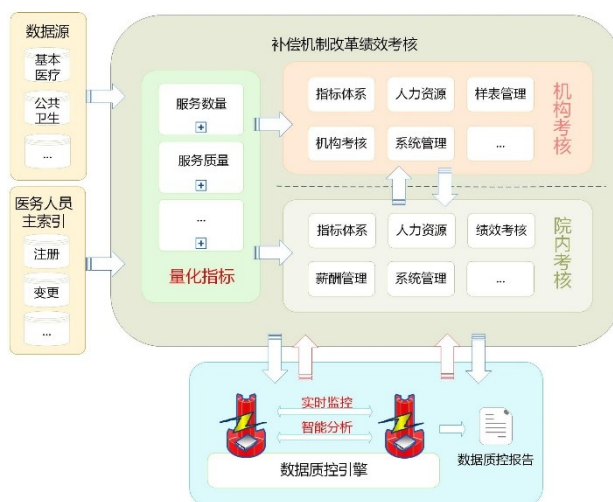 数据源
基本
医疗
公共
卫生
...
医务人员
主索引
注册
变更
...
补偿机制改革绩效考核
服务数量
服务质量
...
量化指标
指标体系
人力资源
样表管理
机构考核
系统管理
...
机构考核
指标体系
人力资源
绩效考核
薪酬管理
系统管理
...
院内考核
实时监控
智能分析
数据质控引擎
数据质控报告